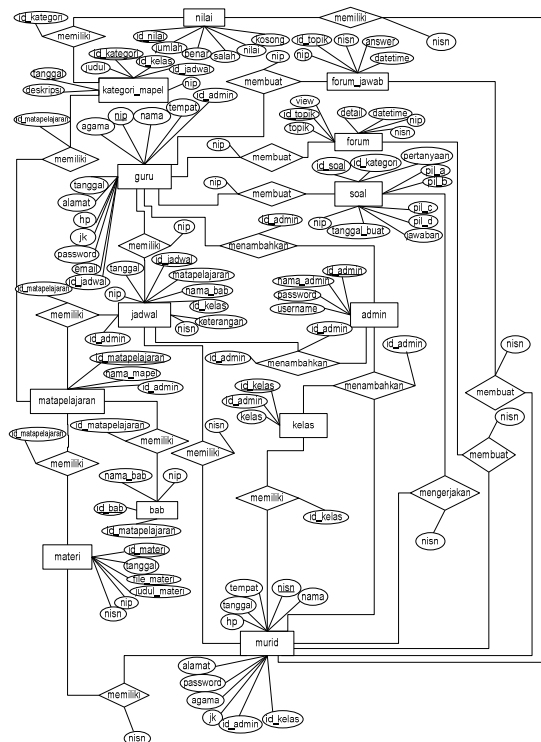 id_kategori
nilai
memiliki
nisn
memiliki
id_nilai
jumlah
benar
salah
nilai
kosong
nip
id_topik
nisn
answer
nip
datetime
forum_jawab
tanggal
judul
id_kategori
id_kelas
id_jadwal
deskripsi
kategori_mapel
nip
membuat
id_admin
tempat
nama
nip
agama
id_matapelajaran
memiliki
view
id_topik
topik
detail
datetime
nip
nisn
forum
nip
membuat
guru
id_soal
id_kategori
pertanyaan
pil_a
pil_b
soal
nip
membuat
pil_c
pil_d
jawaban
nip
tanggal_buat
tanggal
alamat
hp
jk
password
email
id_jadwal
id_admin
nip
memiliki
menambahkan
id_matapelajaran
tanggal
id_jadwal
matapelajaran
nama_bab
id_kelas
keterangan
nisn
nip
jadwal
id_admin
memiliki
id_admin
nama_admin
password
username
admin
id_admin
id_admin
menambahkan
id_admin
nisn
id_matapelajaran
nama_mapel
id_admin
matapelajaran
menambahkan
membuat
id_kelas
id_admin
kelas
kelas
nisn
id_matapelajaran
id_matapelajaran
nisn
memiliki
memiliki
memiliki
membuat
nama_bab
nip
id_bab
bab
id_matapelajaran
memiliki
id_kelas
mengerjakan
nisn
materi
id_materi
tanggal
file_materi
judul_materi
nip
nisn
tempat
nisn
nama
tanggal
hp
murid
alamat
password
agama
jk
id_admin
id_kelas
memiliki
nisn